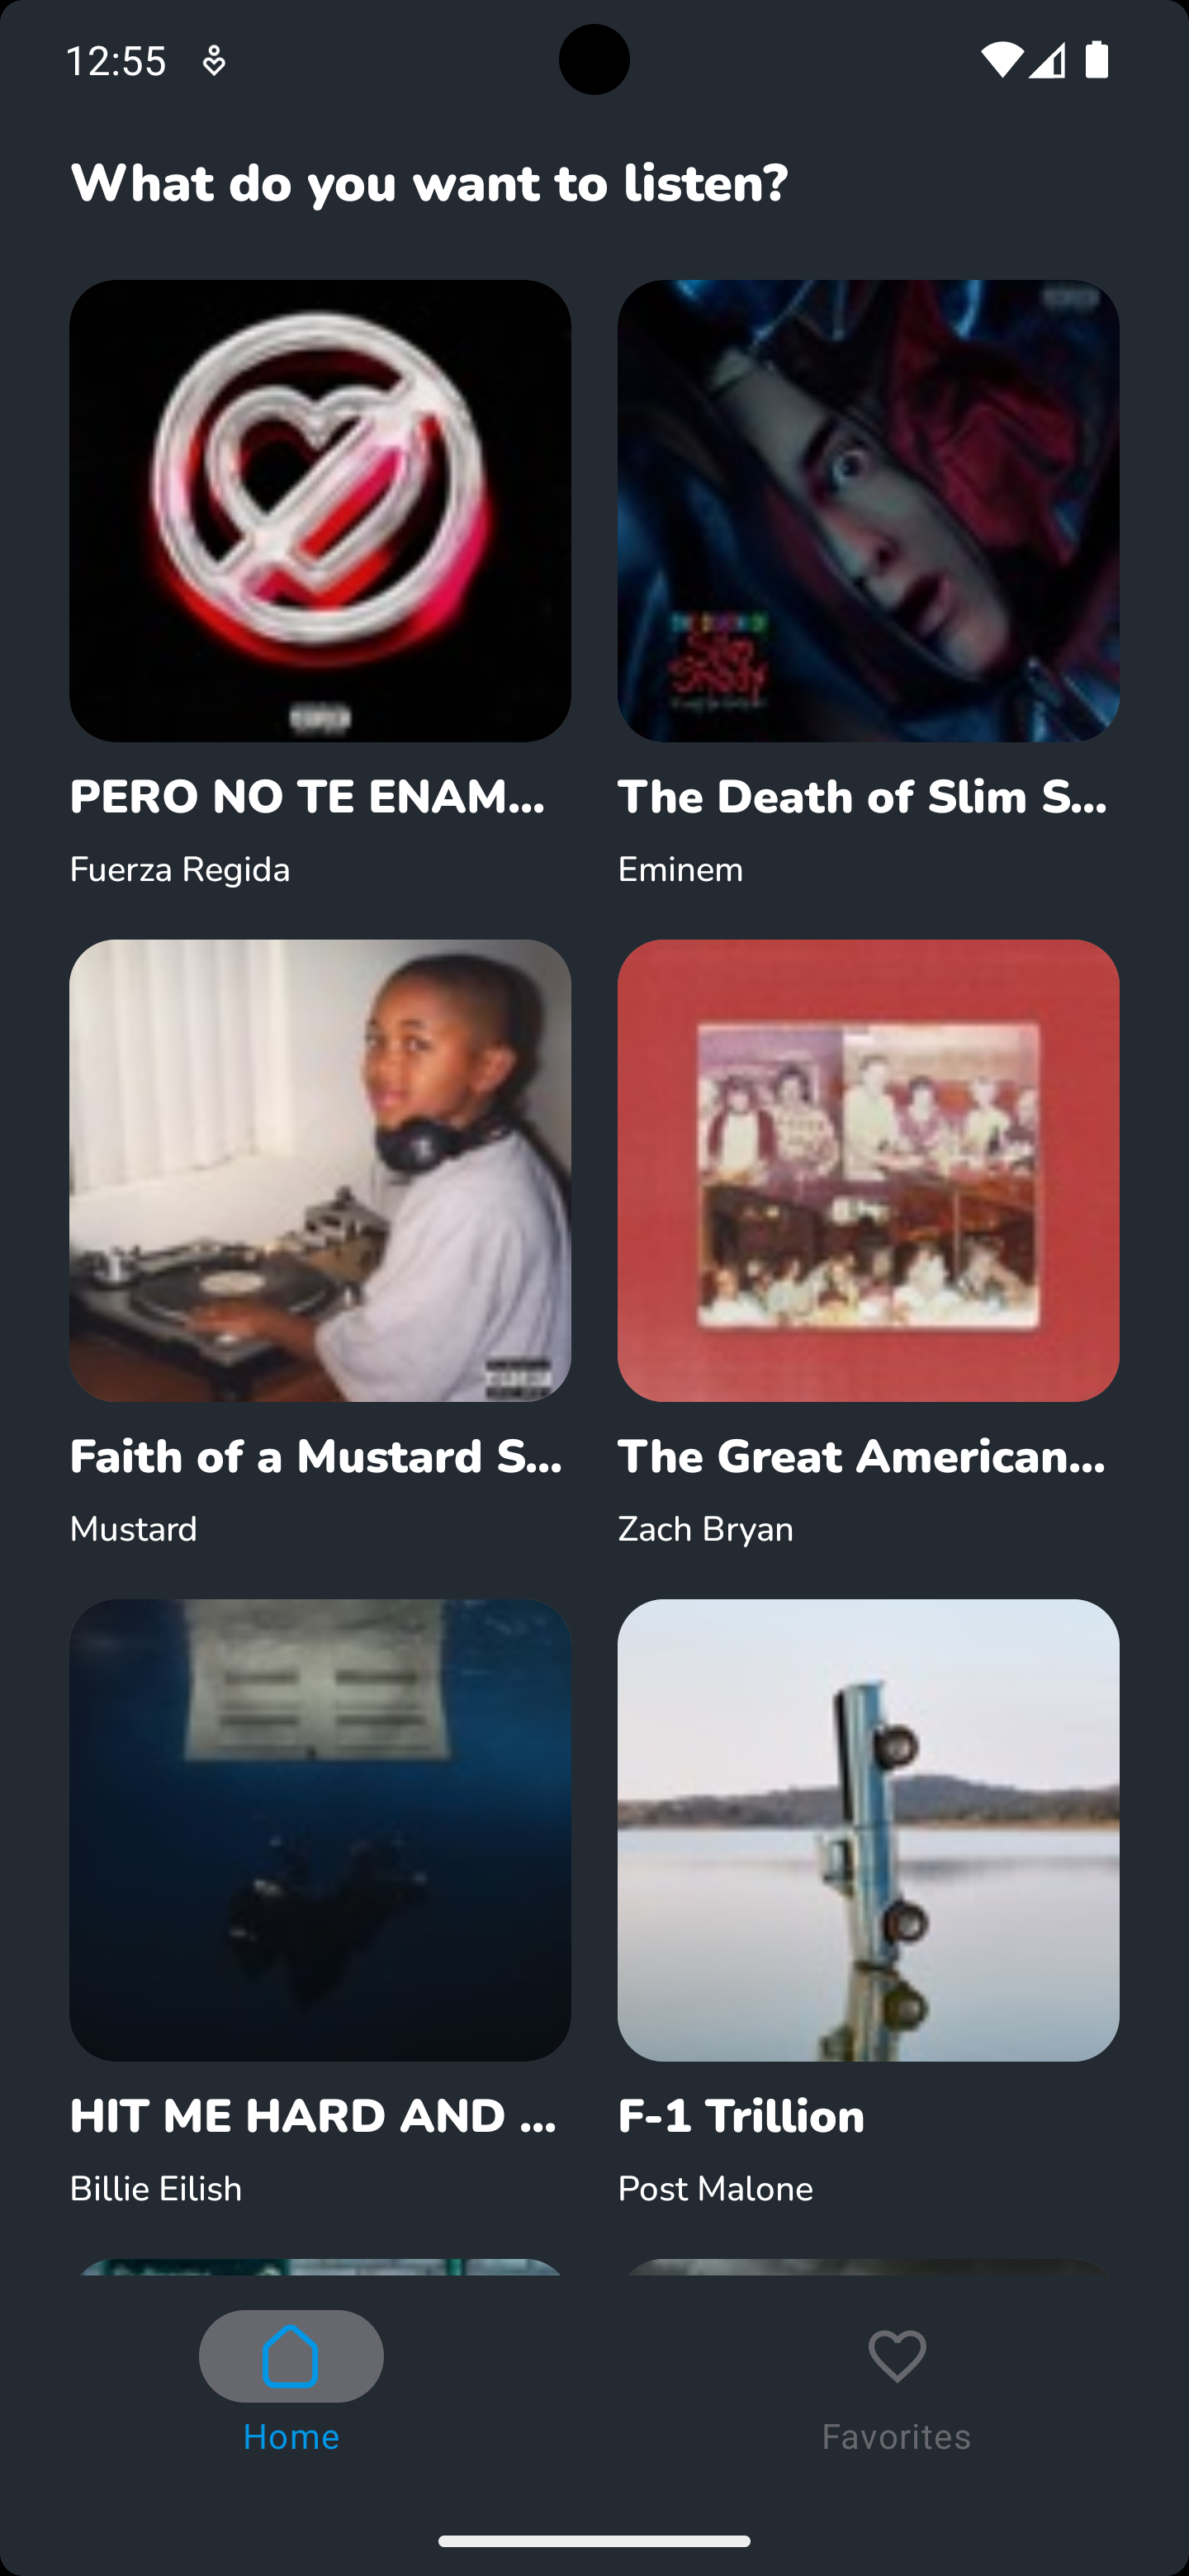 12:55
What do you want to listen?
PERO NO TE ENAM...
The Death of Slim S...
Fuerza Regida
Eminem
Faith of a Mustard S...
The Great American...
Mustard
Zach Bryan
HIT ME HARD AND ...
F-1 Trillion
Billie Eilish
Post Malone
Home
Favorites